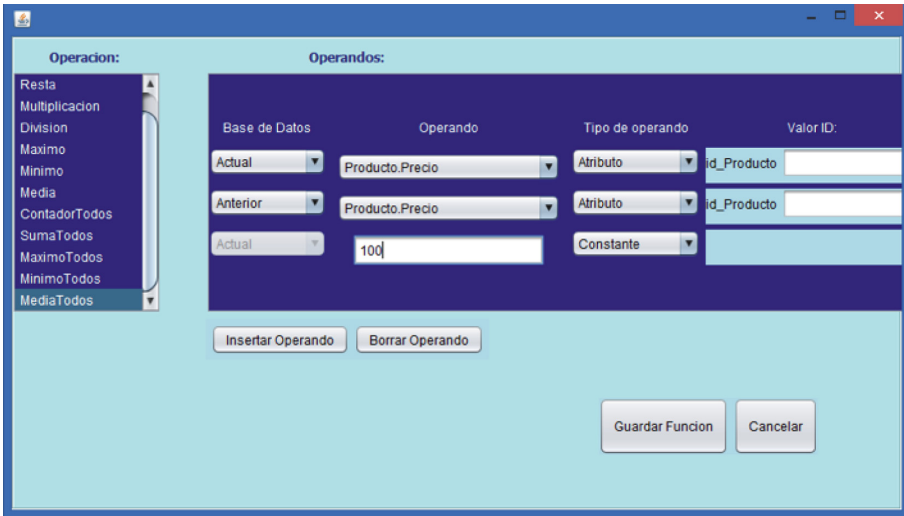 Operacion:
Operandos:
Resta
Multiplicacion
Division
Maximo
Minimo
Media
ContadorTodos
SumaTodos
MaximoTodos
MinimoTodos
MediaTodos
Base de Datos Operando Tipo de operando Valor ID:
Actual Producto.Precio Atributo id_Producto
Anterior Producto.Precio Atributo id_Producto
Actual 100 Constante
Insertar Operando Borrar Operando
Guardar Funcion Cancelar